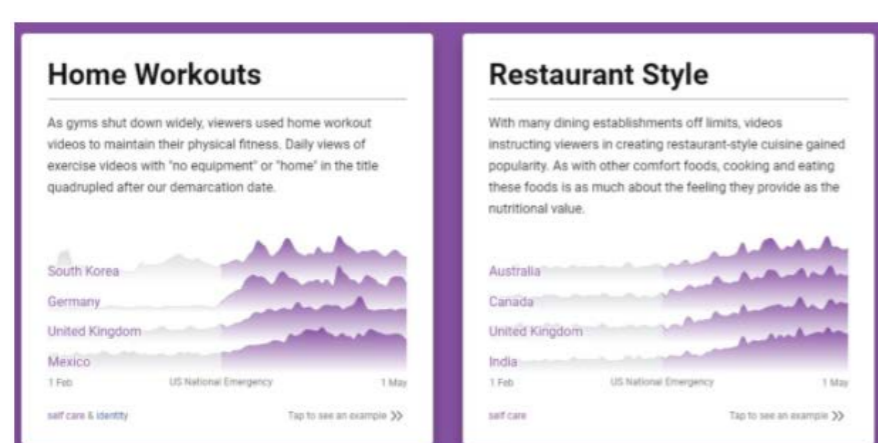 Home Workouts
As gyms shut down widely, viewers used home workout
videos to maintain their physical fitness. Daily views of
exercise videos with "no equipment" or "home" in the title
quadrupled after our demarcation date.
South Korea
Germany
United Kingdom
Mexico
1 Feb US National Emergency 1 May
self care & identity Tap to see an example >>
Restaurant Style
With many dining establishments off limits, videos
instructing viewers in creating restaurant-style cuisine gained
popularity. As with other comfort foods, cooking and eating
these foods is as much about the feeling they provide as the
nutritional value.
Australia
Canada
United Kingdom
India
1 Feb US National Emergency 1 May
self care Tap to see an example >>